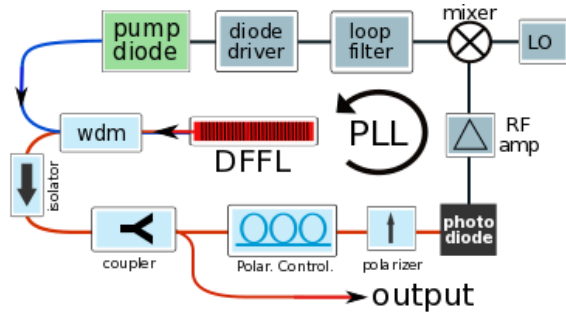 mixer
pump
diode
diode
driver
loop
filter
LO
wdm
DFFL
PLL
RF
amp
isolator
coupler
Polar. Control.
polarizer
photo
diode
output